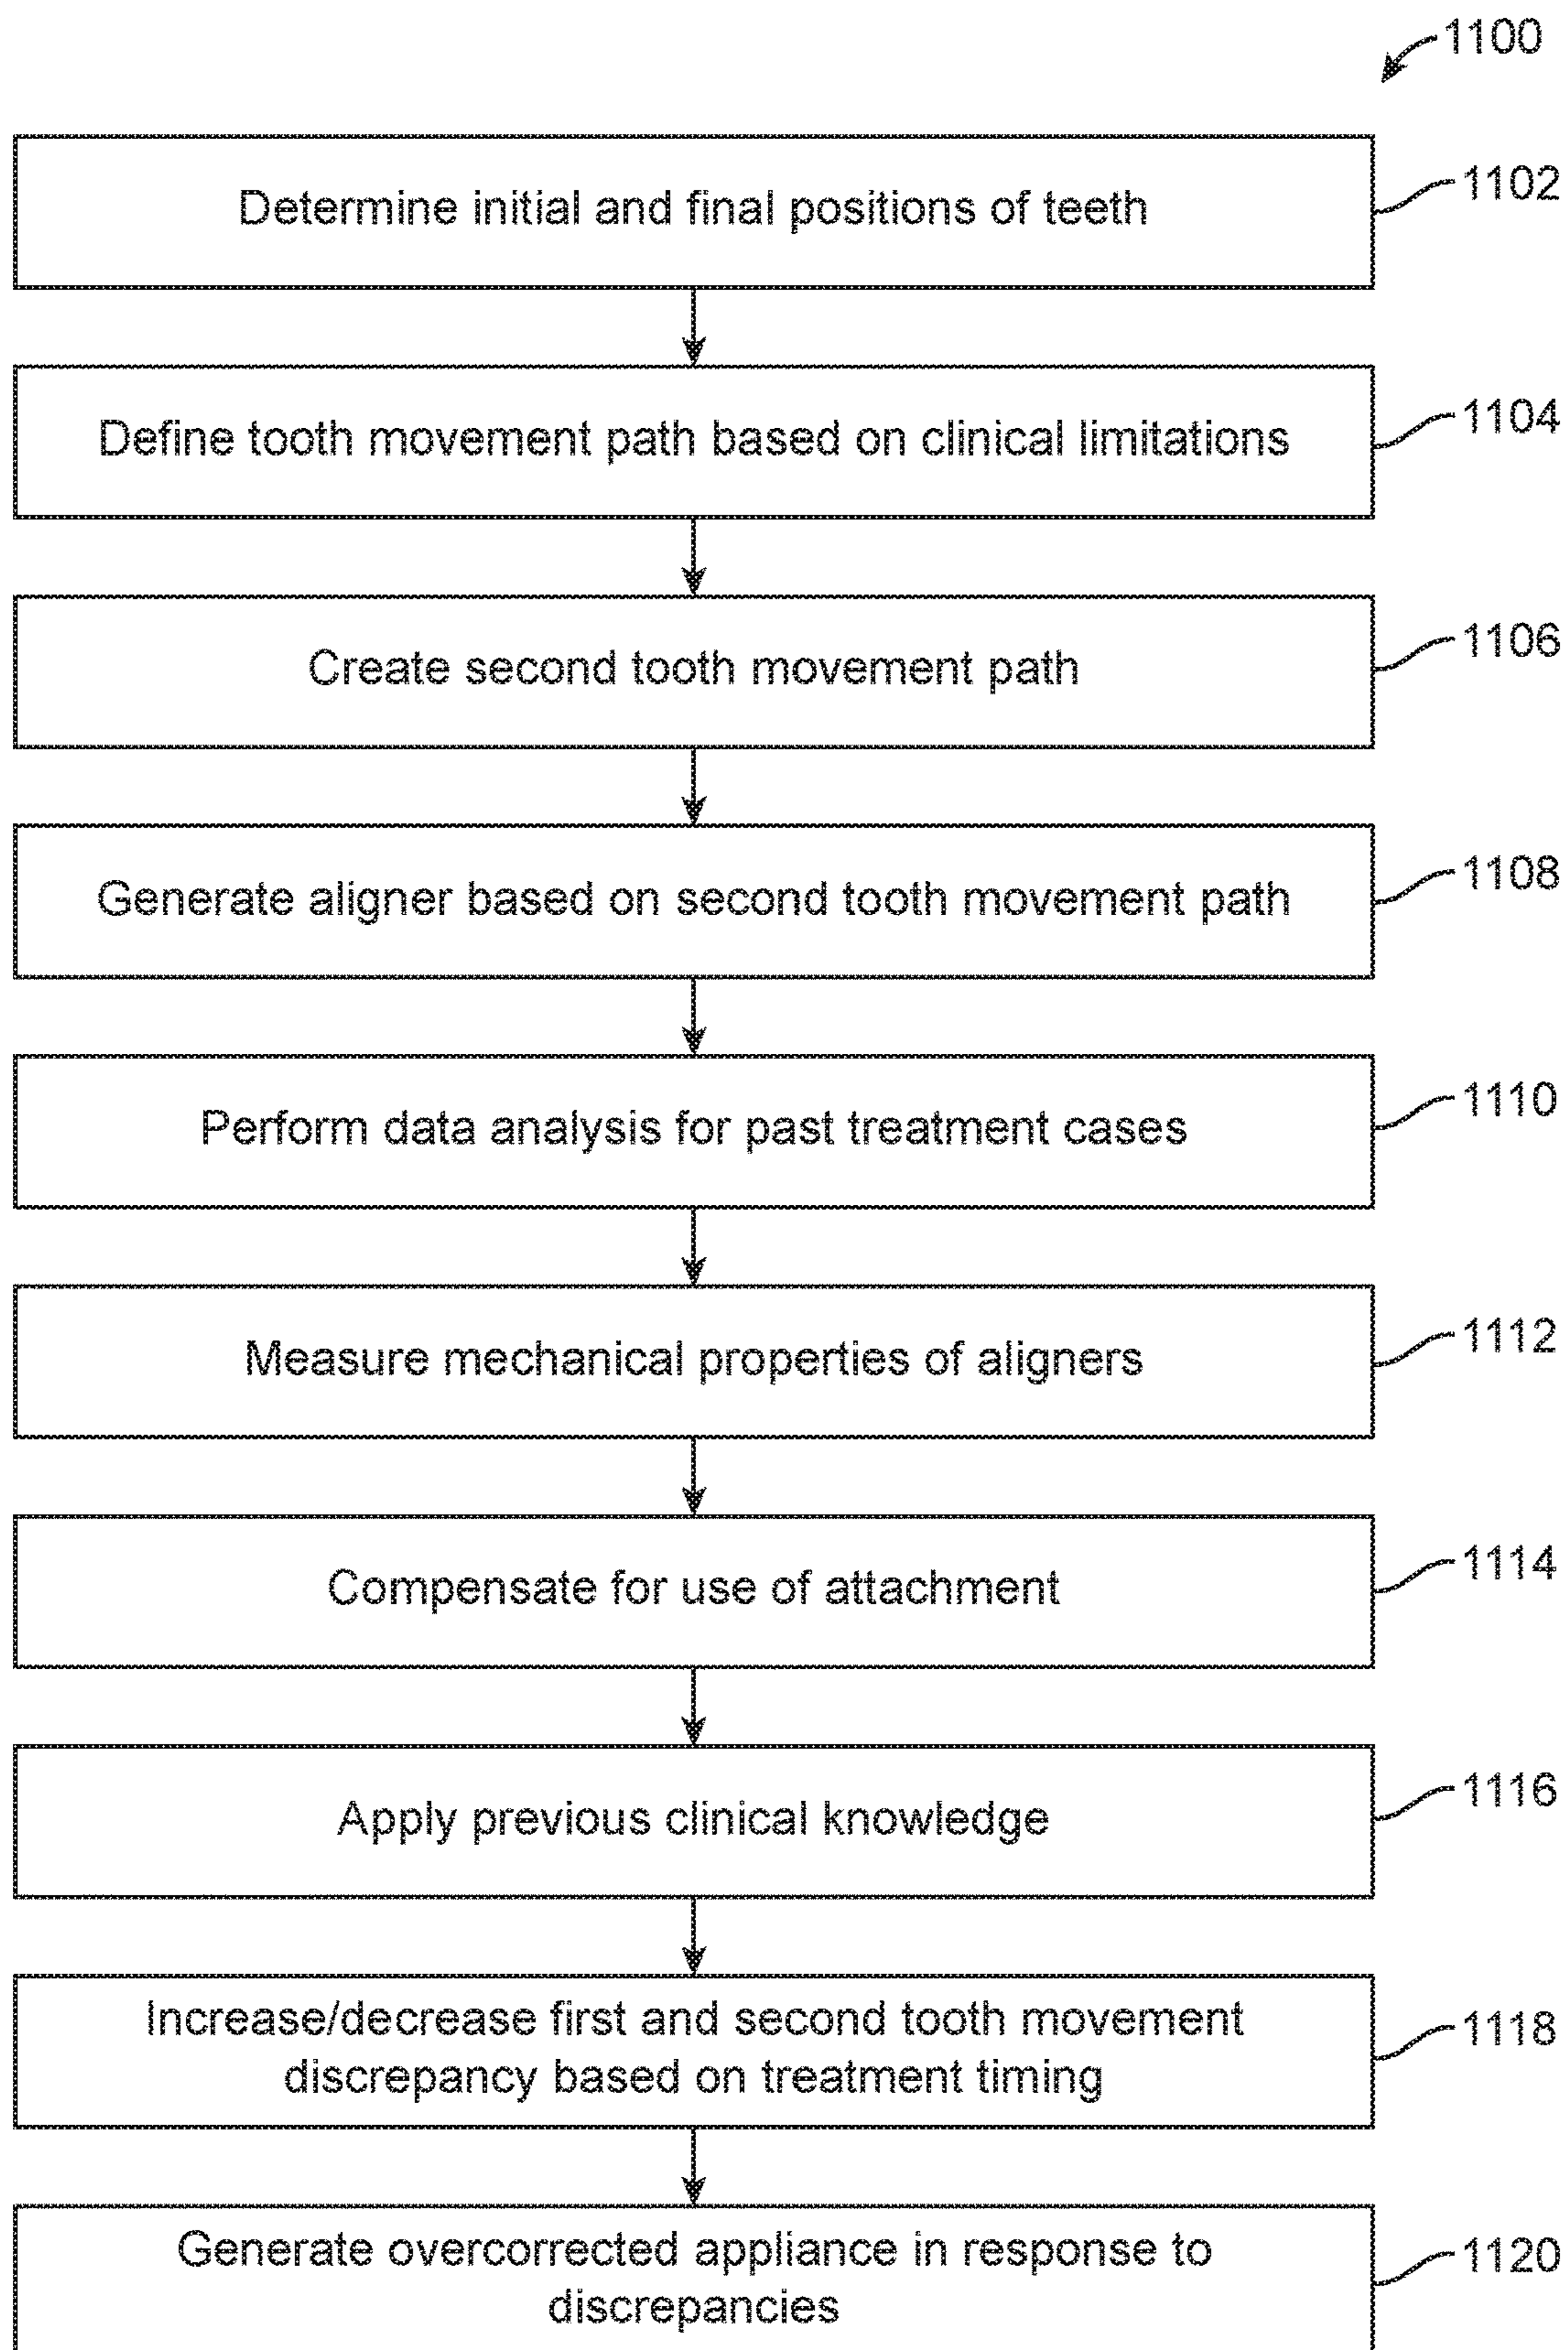 1100
Determine initial and final positions of teeth
1102
Define tooth movement path based on clinical limitations
1104
Create second tooth movement path
1106
Generate aligner based on second tooth movement path
1108
Perform data analysis for past treatment cases
1110
Measure mechanical properties of aligners
1112
Compensate for use of attachment
1114
Apply previous clinical knowledge
1116
Increase/decrease first and second tooth movement
discrepancy based on treatment timing
1118
Generate overcorrected appliance in response to
discrepancies
1120